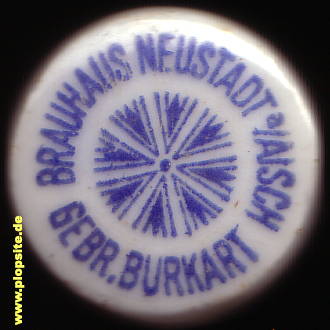 BRAUHAUS NEUSTADT a/AISCH
GEBR. BURKART
www.plopsite.de